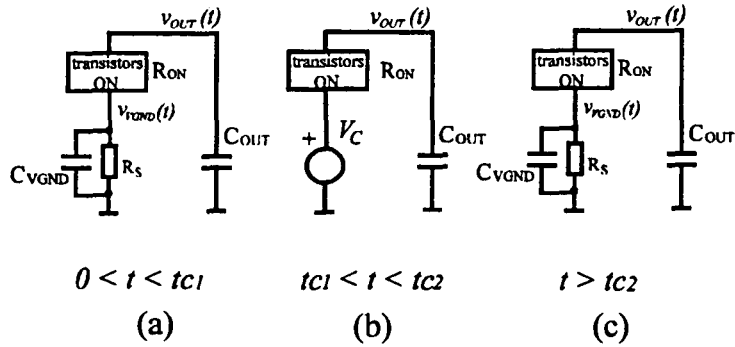 vOUT(t)
transistors
ON
RON
vVGND(t)
CVGND
RS
COUT
0 < t < tC1
(a)
vOUT(t)
transistors
ON
RON
+
VC
COUT
tC1 < t < tC2
(b)
vOUT(t)
transistors
ON
RON
vVGND(t)
CVGND
RS
COUT
t > tC2
(c)